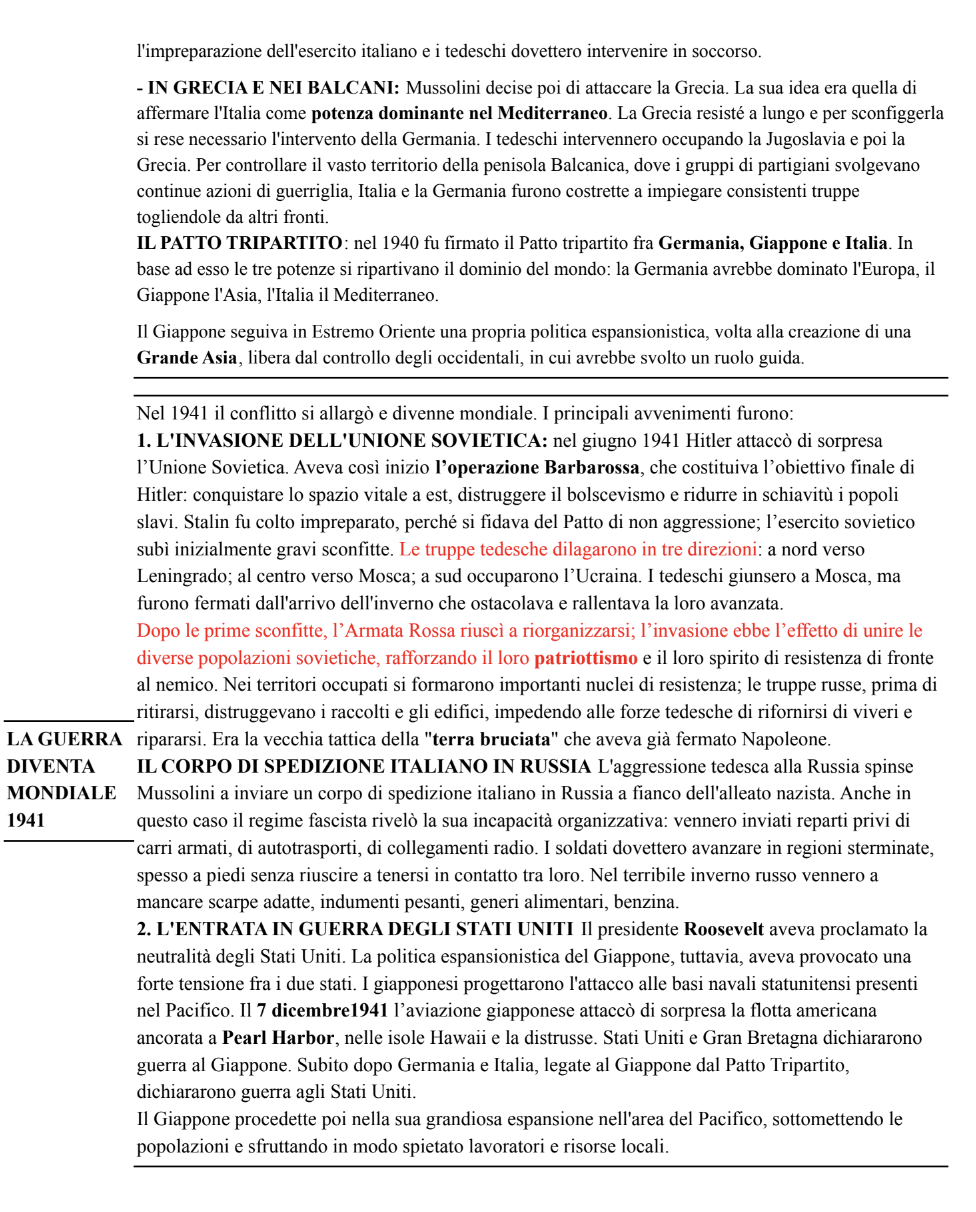 l'impreparazione dell'esercito italiano e i tedeschi dovettero intervenire in soccorso.
- IN GRECIA E NEI BALCANI: Mussolini decise poi di attaccare la Grecia. La sua idea era quella di
affermare l'Italia come potenza dominante nel Mediterraneo. La Grecia resisté a lungo e per sconfiggerla
si rese necessario l'intervento della Germania. I tedeschi intervennero occupando la Jugoslavia e poi la
Grecia. Per controllare il vasto territorio della penisola Balcanica, dove i gruppi di partigiani svolgevano
continue azioni di guerriglia, Italia e la Germania furono costrette a impiegare consistenti truppe
togliendole da altri fronti.
IL PATTO TRIPARTITO: nel 1940 fu firmato il Patto tripartito fra Germania, Giappone e Italia. In
base ad esso le tre potenze si ripartivano il dominio del mondo: la Germania avrebbe dominato l'Europa, il
Giappone l'Asia, l'Italia il Mediterraneo.
Il Giappone seguiva in Estremo Oriente una propria politica espansionistica, volta alla creazione di una
Grande Asia, libera dal controllo degli occidentali, in cui avrebbe svolto un ruolo guida.
LA GUERRA
DIVENTA
MONDIALE
1941
Nel 1941 il conflitto si allargò e divenne mondiale. I principali avvenimenti furono:
1. L'INVASIONE DELL'UNIONE SOVIETICA: nel giugno 1941 Hitler attaccò di sorpresa
l’Unione Sovietica. Aveva così inizio l’operazione Barbarossa, che costituiva l’obiettivo finale di
Hitler: conquistare lo spazio vitale a est, distruggere il bolscevismo e ridurre in schiavitù i popoli
slavi. Stalin fu colto impreparato, perché si fidava del Patto di non aggressione; l’esercito sovietico
subì inizialmente gravi sconfitte. Le truppe tedesche dilagarono in tre direzioni: a nord verso
Leningrado; al centro verso Mosca; a sud occuparono l’Ucraina. I tedeschi giunsero a Mosca, ma
furono fermati dall'arrivo dell'inverno che ostacolava e rallentava la loro avanzata.
Dopo le prime sconfitte, l’Armata Rossa riuscì a riorganizzarsi; l’invasione ebbe l’effetto di unire le
diverse popolazioni sovietiche, rafforzando il loro patriottismo e il loro spirito di resistenza di fronte
al nemico. Nei territori occupati si formarono importanti nuclei di resistenza; le truppe russe, prima di
ritirarsi, distruggevano i raccolti e gli edifici, impedendo alle forze tedesche di rifornirsi di viveri e
ripararsi. Era la vecchia tattica della "terra bruciata" che aveva già fermato Napoleone.
IL CORPO DI SPEDIZIONE ITALIANO IN RUSSIA L'aggressione tedesca alla Russia spinse
Mussolini a inviare un corpo di spedizione italiano in Russia a fianco dell'alleato nazista. Anche in
questo caso il regime fascista rivelò la sua incapacità organizzativa: vennero inviati reparti privi di
carri armati, di autotrasporti, di collegamenti radio. I soldati dovettero avanzare in regioni sterminate,
spesso a piedi senza riuscire a tenersi in contatto tra loro. Nel terribile inverno russo vennero a
mancare scarpe adatte, indumenti pesanti, generi alimentari, benzina.
2. L'ENTRATA IN GUERRA DEGLI STATI UNITI Il presidente Roosevelt aveva proclamato la
neutralità degli Stati Uniti. La politica espansionistica del Giappone, tuttavia, aveva provocato una
forte tensione fra i due stati. I giapponesi progettarono l'attacco alle basi navali statunitensi presenti
nel Pacifico. Il 7 dicembre1941 l’aviazione giapponese attaccò di sorpresa la flotta americana
ancorata a Pearl Harbor, nelle isole Hawaii e la distrusse. Stati Uniti e Gran Bretagna dichiararono
guerra al Giappone. Subito dopo Germania e Italia, legate al Giappone dal Patto Tripartito,
dichiararono guerra agli Stati Uniti.
Il Giappone procedette poi nella sua grandiosa espansione nell'area del Pacifico, sottomettendo le
popolazioni e sfruttando in modo spietato lavoratori e risorse locali.